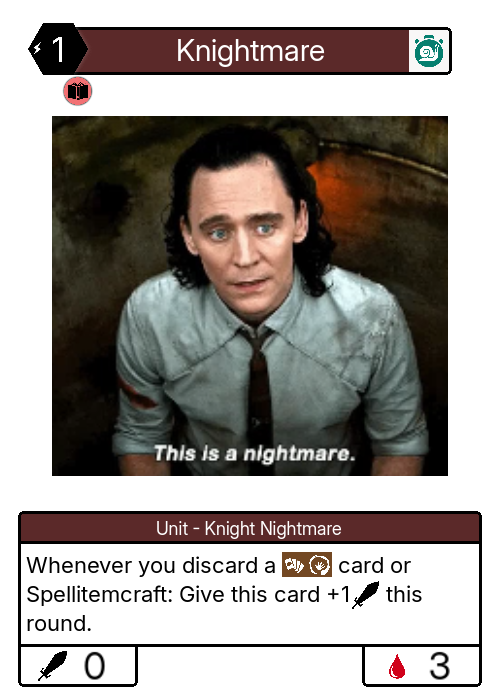 1
Knightmare
This is a nightmare.
Unit - Knight Nightmare
Whenever you discard a card or
Spellitemcraft: Give this card +1 this
round.
0
3